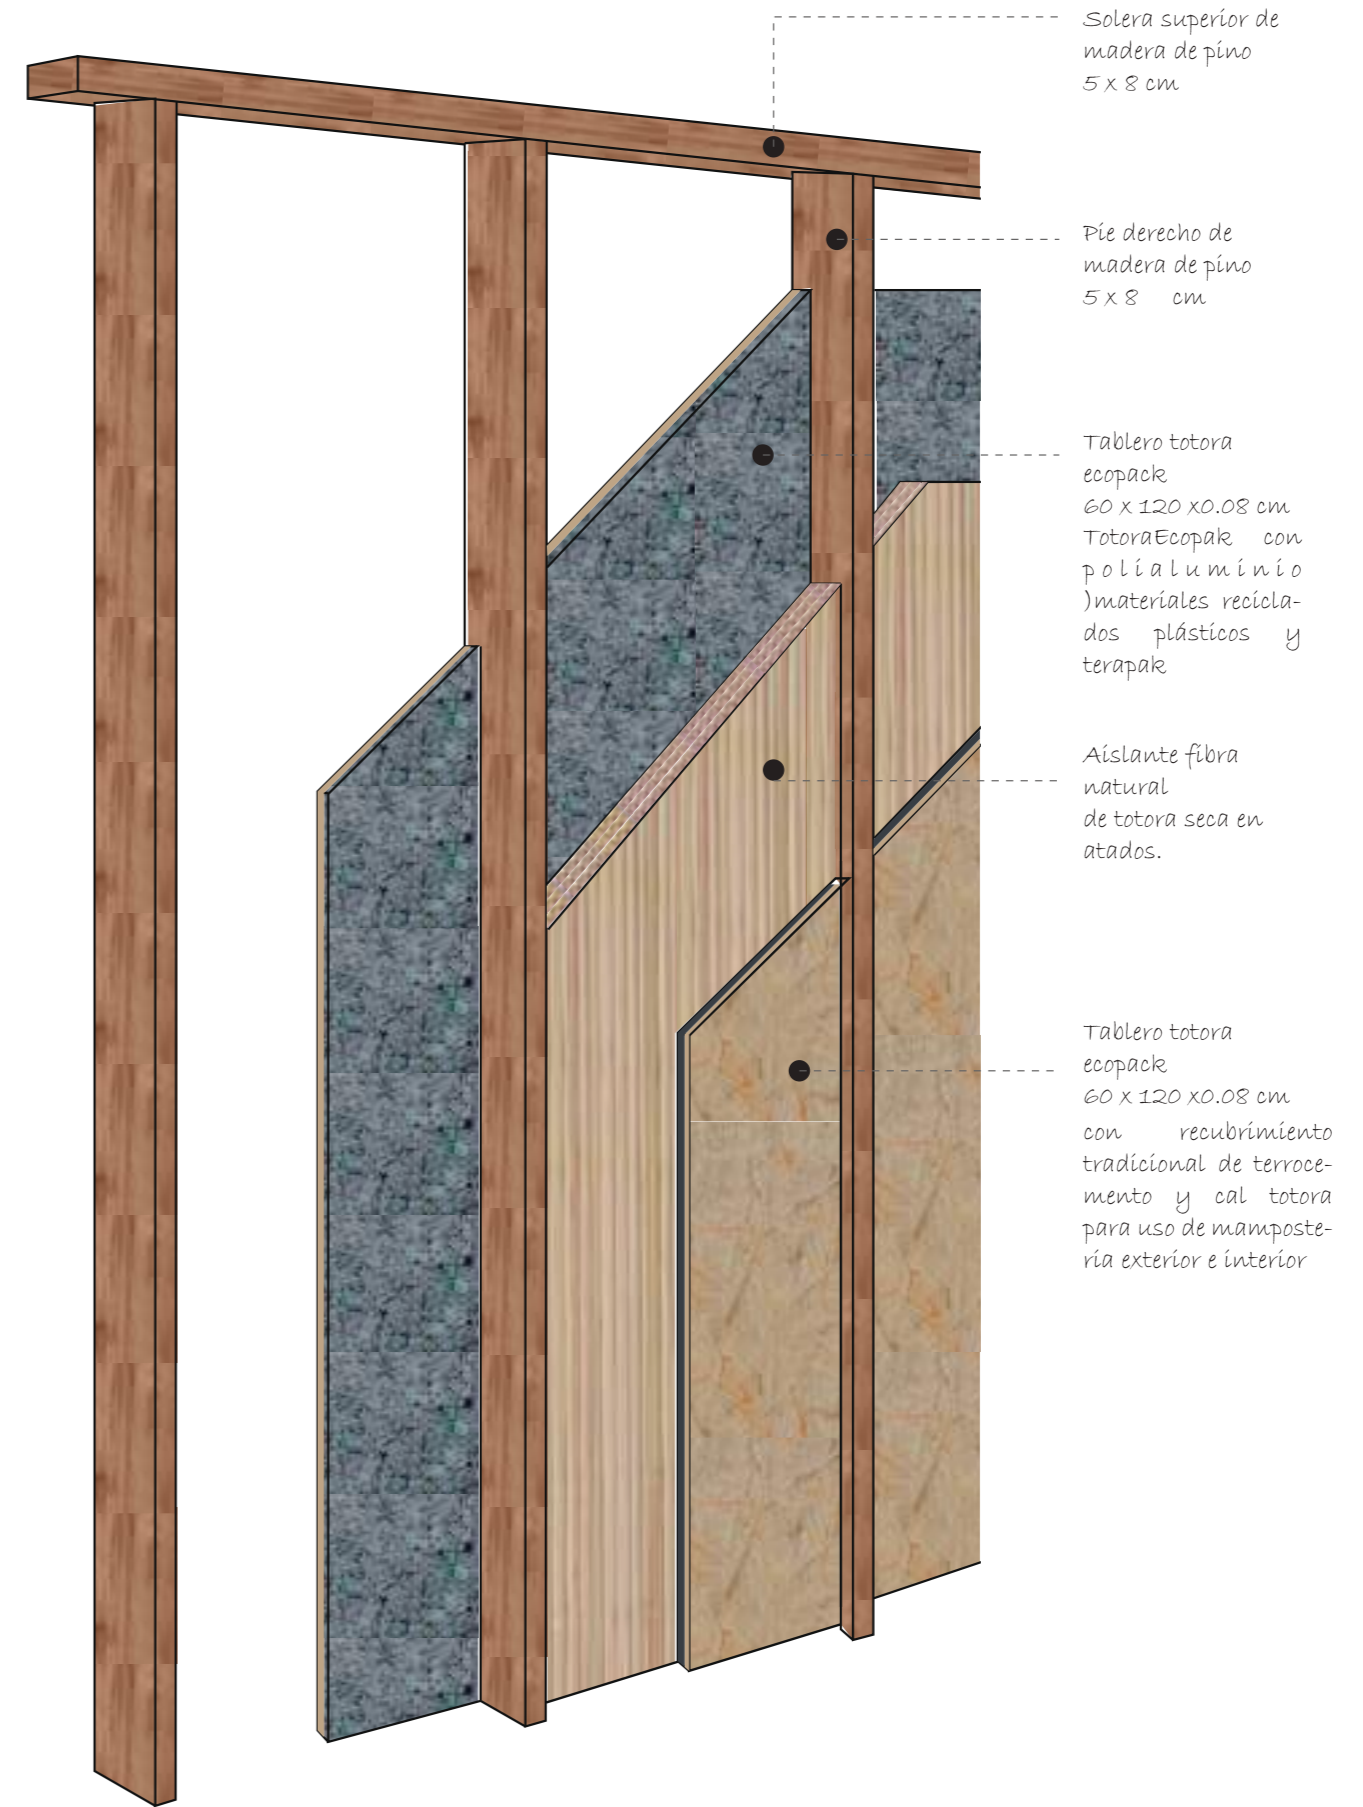 Solera superior de
madera de pino
5 x 8 cm
Pie derecho de
madera de pino
5 x 8 cm
Tablero totora
ecopack
60 x 120 x0.08 cm
TotoraEcopak con
polialuminio
)materiales recicla-
dos plásticos y
terapak
Aislante fibra
natural
de totora seca en
atados.
Tablero totora
ecopack
60 x 120 x0.08 cm
con recubrimiento
tradicional de terroce-
mento y cal totora
para uso de mamposte-
ría exterior e interior